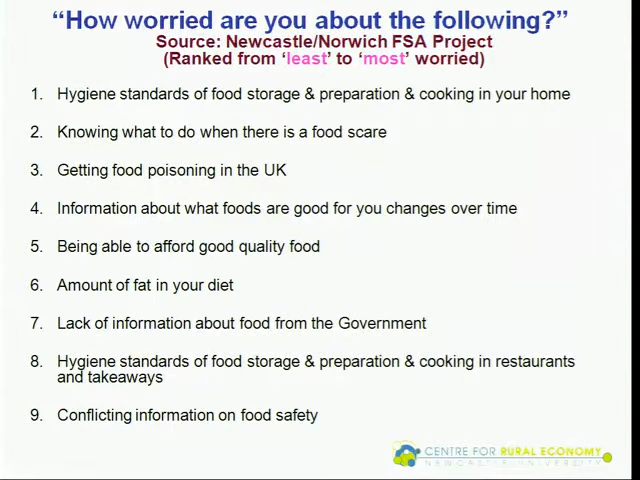 “How worried are you about the following?”
Source: Newcastle/Norwich FSA Project
(Ranked from ‘least’ to ‘most’ worried)
1. Hygiene standards of food storage & preparation & cooking in your home
2. Knowing what to do when there is a food scare
3. Getting food poisoning in the UK
4. Information about what foods are good for you changes over time
5. Being able to afford good quality food
6. Amount of fat in your diet
7. Lack of information about food from the Government
8. Hygiene standards of food storage & preparation & cooking in restaurants
and takeaways
9. Conflicting information on food safety
CENTRE FOR RURAL ECONOMY
NEWCASTLE UNIVERSITY